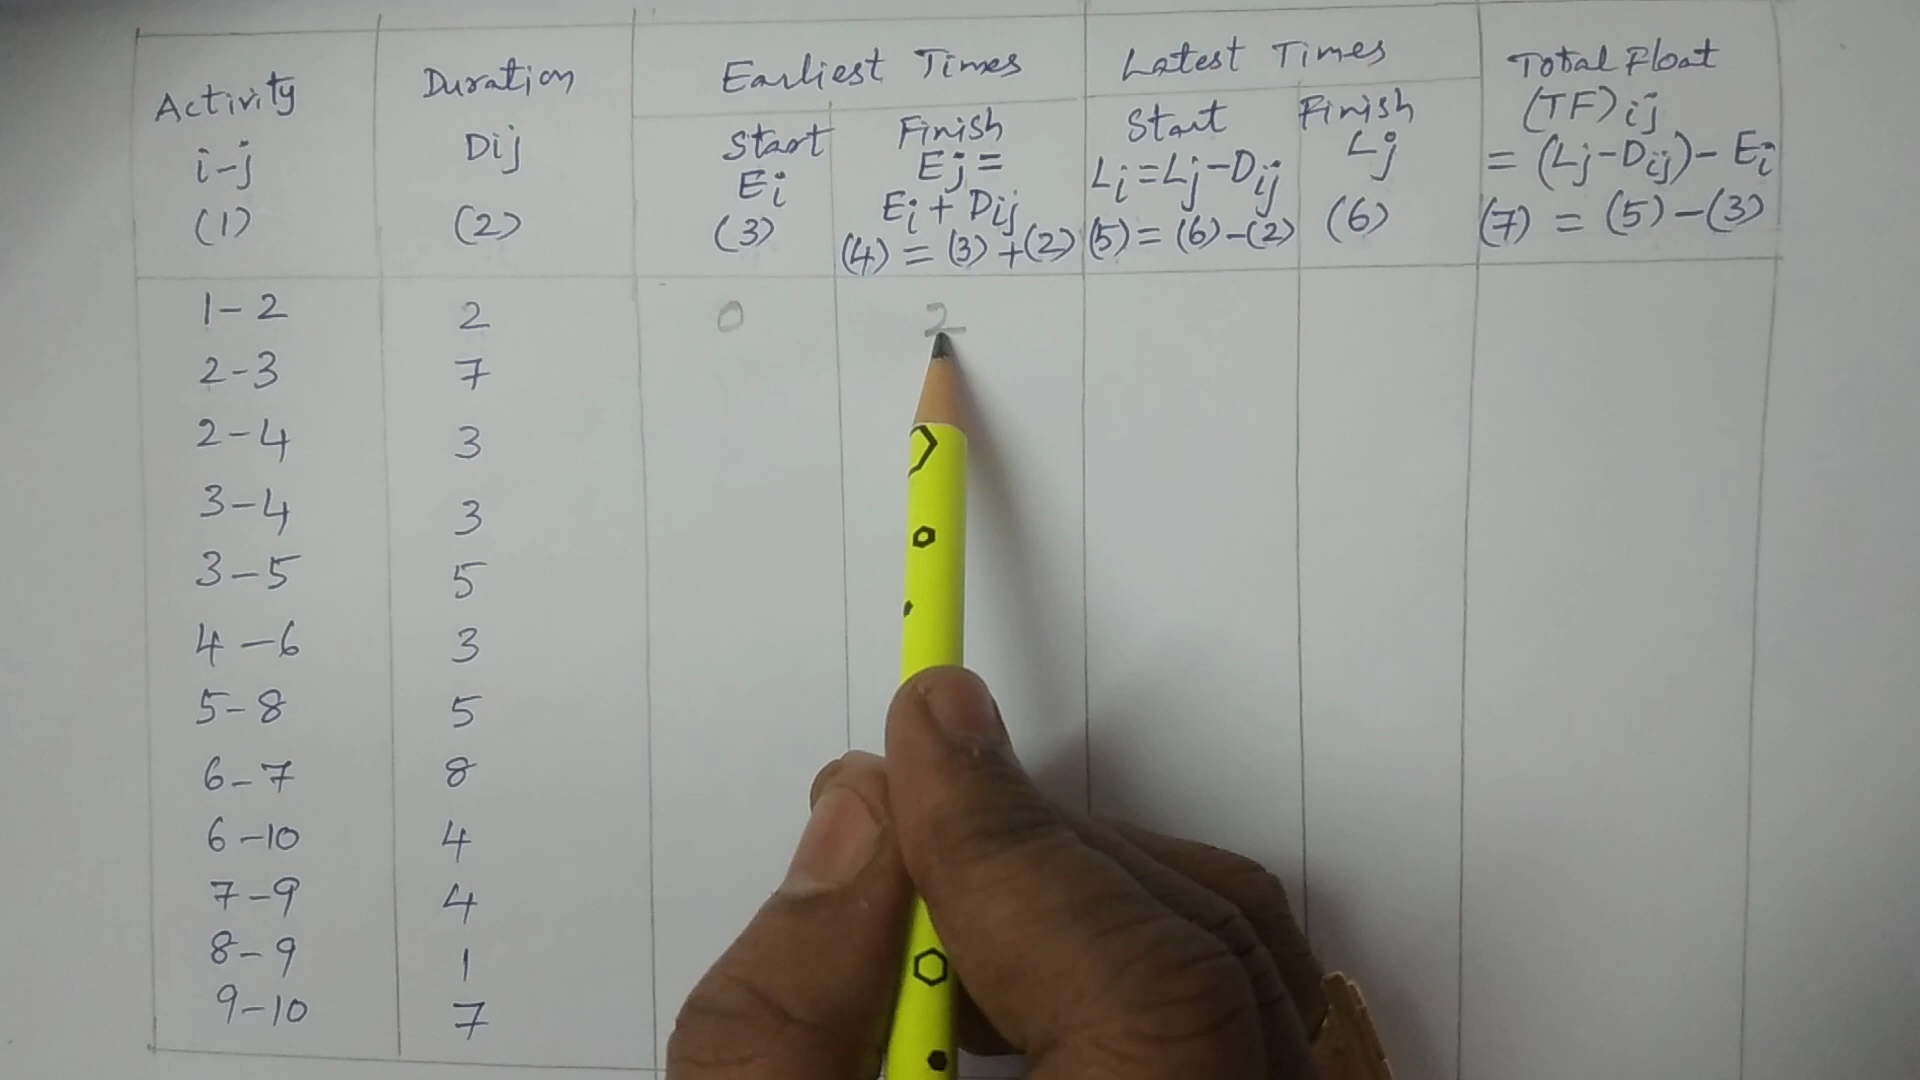 Activity Duration Earliest Times Latest Times Total Float
i-j Dij Start Finish Start Finish (TF)ij
Ei Ej = Li=Lj-Dij Lj = (Lj-Dij)- Ei
Ei + Dij
(1) (2) (3) (4) = (3) +(2) (5)= (6)-(2) (6) (7) = (5)-(3)
1-2 2 0 2
2-3 7
2-4 3
3-4 3
3-5 5
4-6 3
5-8 5
6-7 8
6-10 4
7-9 4
8-9 1
9-10 7